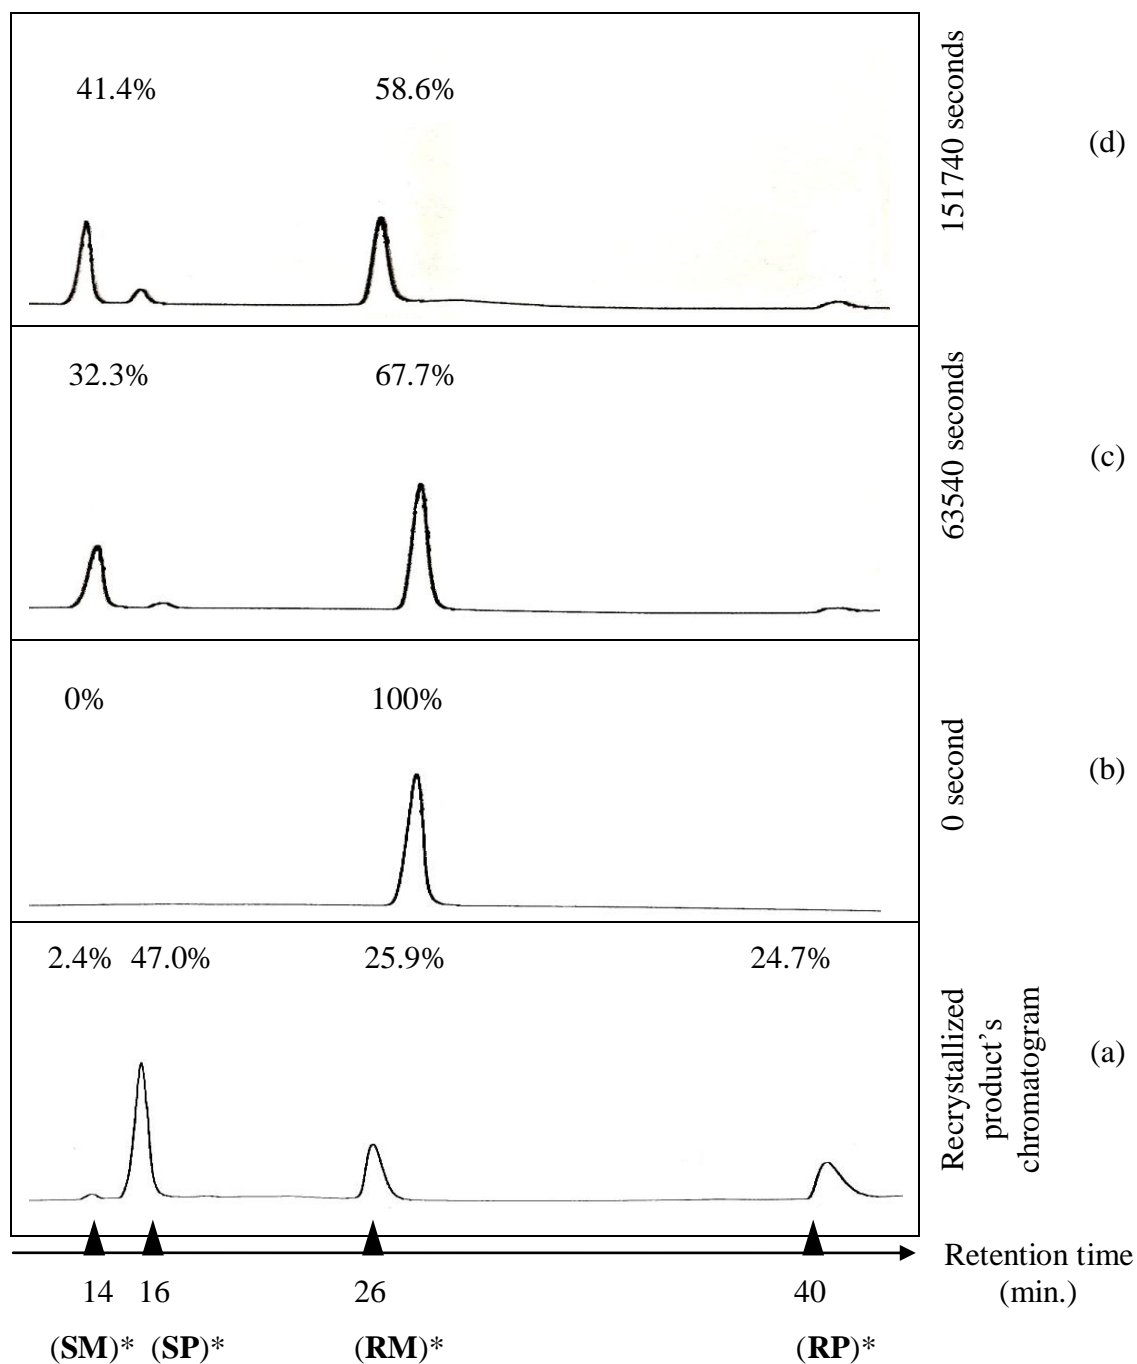 41.4% 58.6%
151740 seconds
(d)
32.3% 67.7%
63540 seconds
(c)
0% 100%
0 second
(b)
2.4% 47.0% 25.9% 24.7%
Recrystallized
product’s
chromatogram
(a)
Retention time
(min.)
14 16 26 40
(SM)* (SP)* (RM)* (RP)*